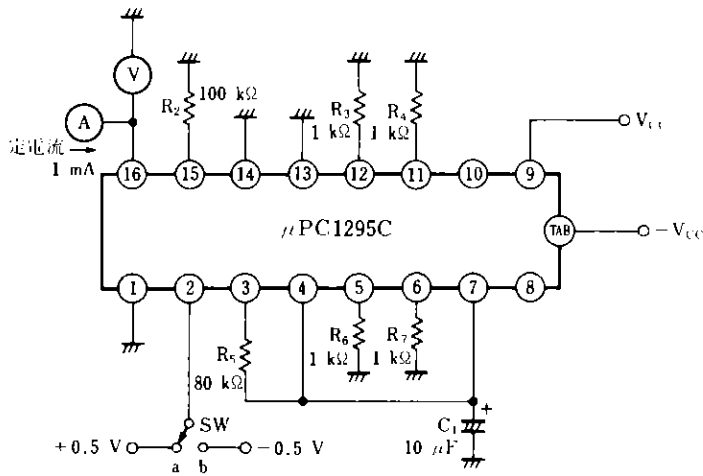 V
A
定電流
1 mA
R2
100 kΩ
R3
1 kΩ
R4
1 kΩ
VCC
16
15
14
13
12
11
10
9
μPC1295C
TAB
−VCC
1
2
3
4
5
6
7
8
R5
80 kΩ
R6
1 kΩ
R7
1 kΩ
SW
+0.5 V
a
b
−0.5 V
+
C1
10 μF